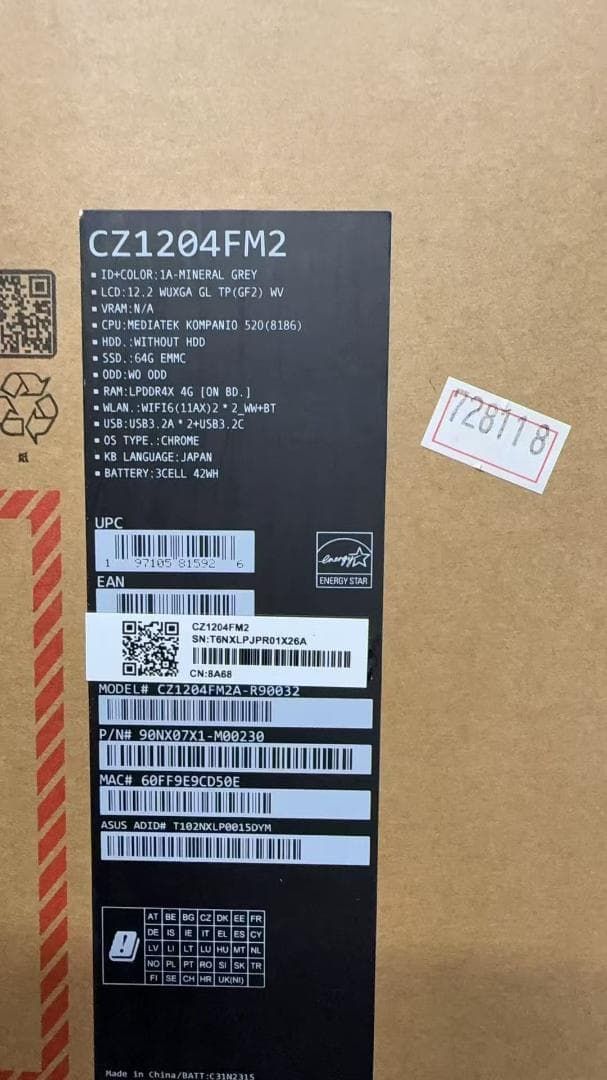 CZ1204FM2
▪ ID+COLOR:1A-MINERAL GREY
▪ LCD:12.2 WUXGA GL TP(GF2) WV
▪ VRAM:N/A
▪ CPU:MEDIATEK KOMPANIO 520(8186)
▪ HDD.:WITHOUT HDD
▪ SSD.:64G EMMC
▪ ODD:WO ODD
▪ RAM:LPDDR4X 4G [ON BD.]
▪ WLAN.:WIFI6(11AX)2*2_WW+BT
▪ USB:USB3.2A*2+USB3.2C
▪ OS TYPE.:CHROME
▪ KB LANGUAGE:JAPAN
▪ BATTERY:3CELL 42WH
728118
紙
UPC
1 97105 81592 6
energy
ENERGY STAR
EAN
CZ1204FM2
SN:T6NXLPJPR01X26A
CN:8A68
MODEL# CZ1204FM2A-R90032
P/N# 90NX07X1-M00230
MAC# 60FF9E9CD50E
ASUS ADID# T102NXLP0015DYM
AT BE BG CZ DK EE FR
DE IS IE IT EL ES CY
LV LI LT LU HU MT NL
NO PL PT RO SI SK TR
FI SE CH HR UK(NI)
Made in China/BATT:C31N2315